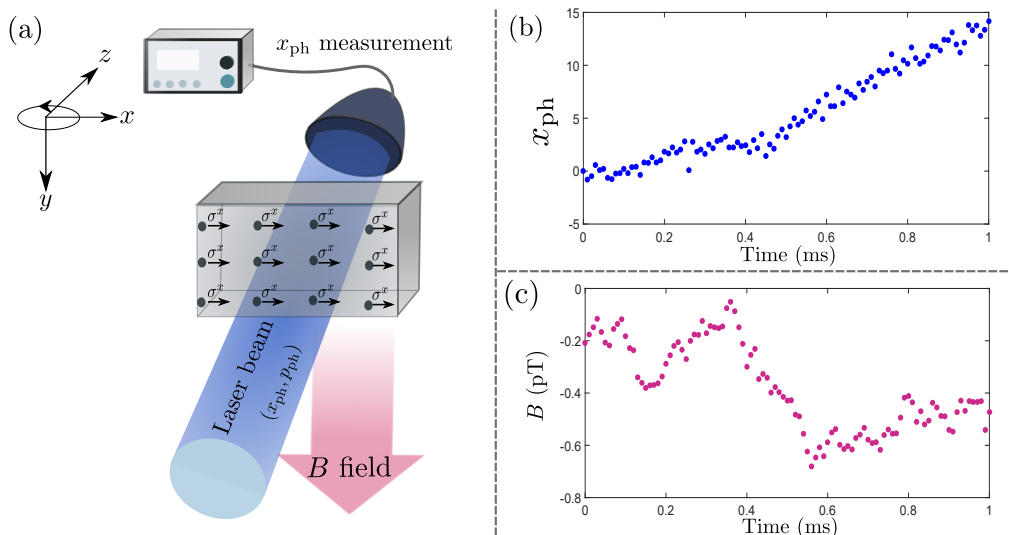 (a)
x_ph measurement
z
x
y
σ^x σ^x σ^x σ^x
σ^x σ^x σ^x σ^x
σ^x σ^x σ^x σ^x
Laser beam
(x_ph, p_ph)
B field
(b)
x_ph
15
10
5
0
-5
0 0.2 0.4 0.6 0.8 1
Time (ms)
(c)
B (pT)
0
-0.2
-0.4
-0.6
-0.8
0 0.2 0.4 0.6 0.8 1
Time (ms)